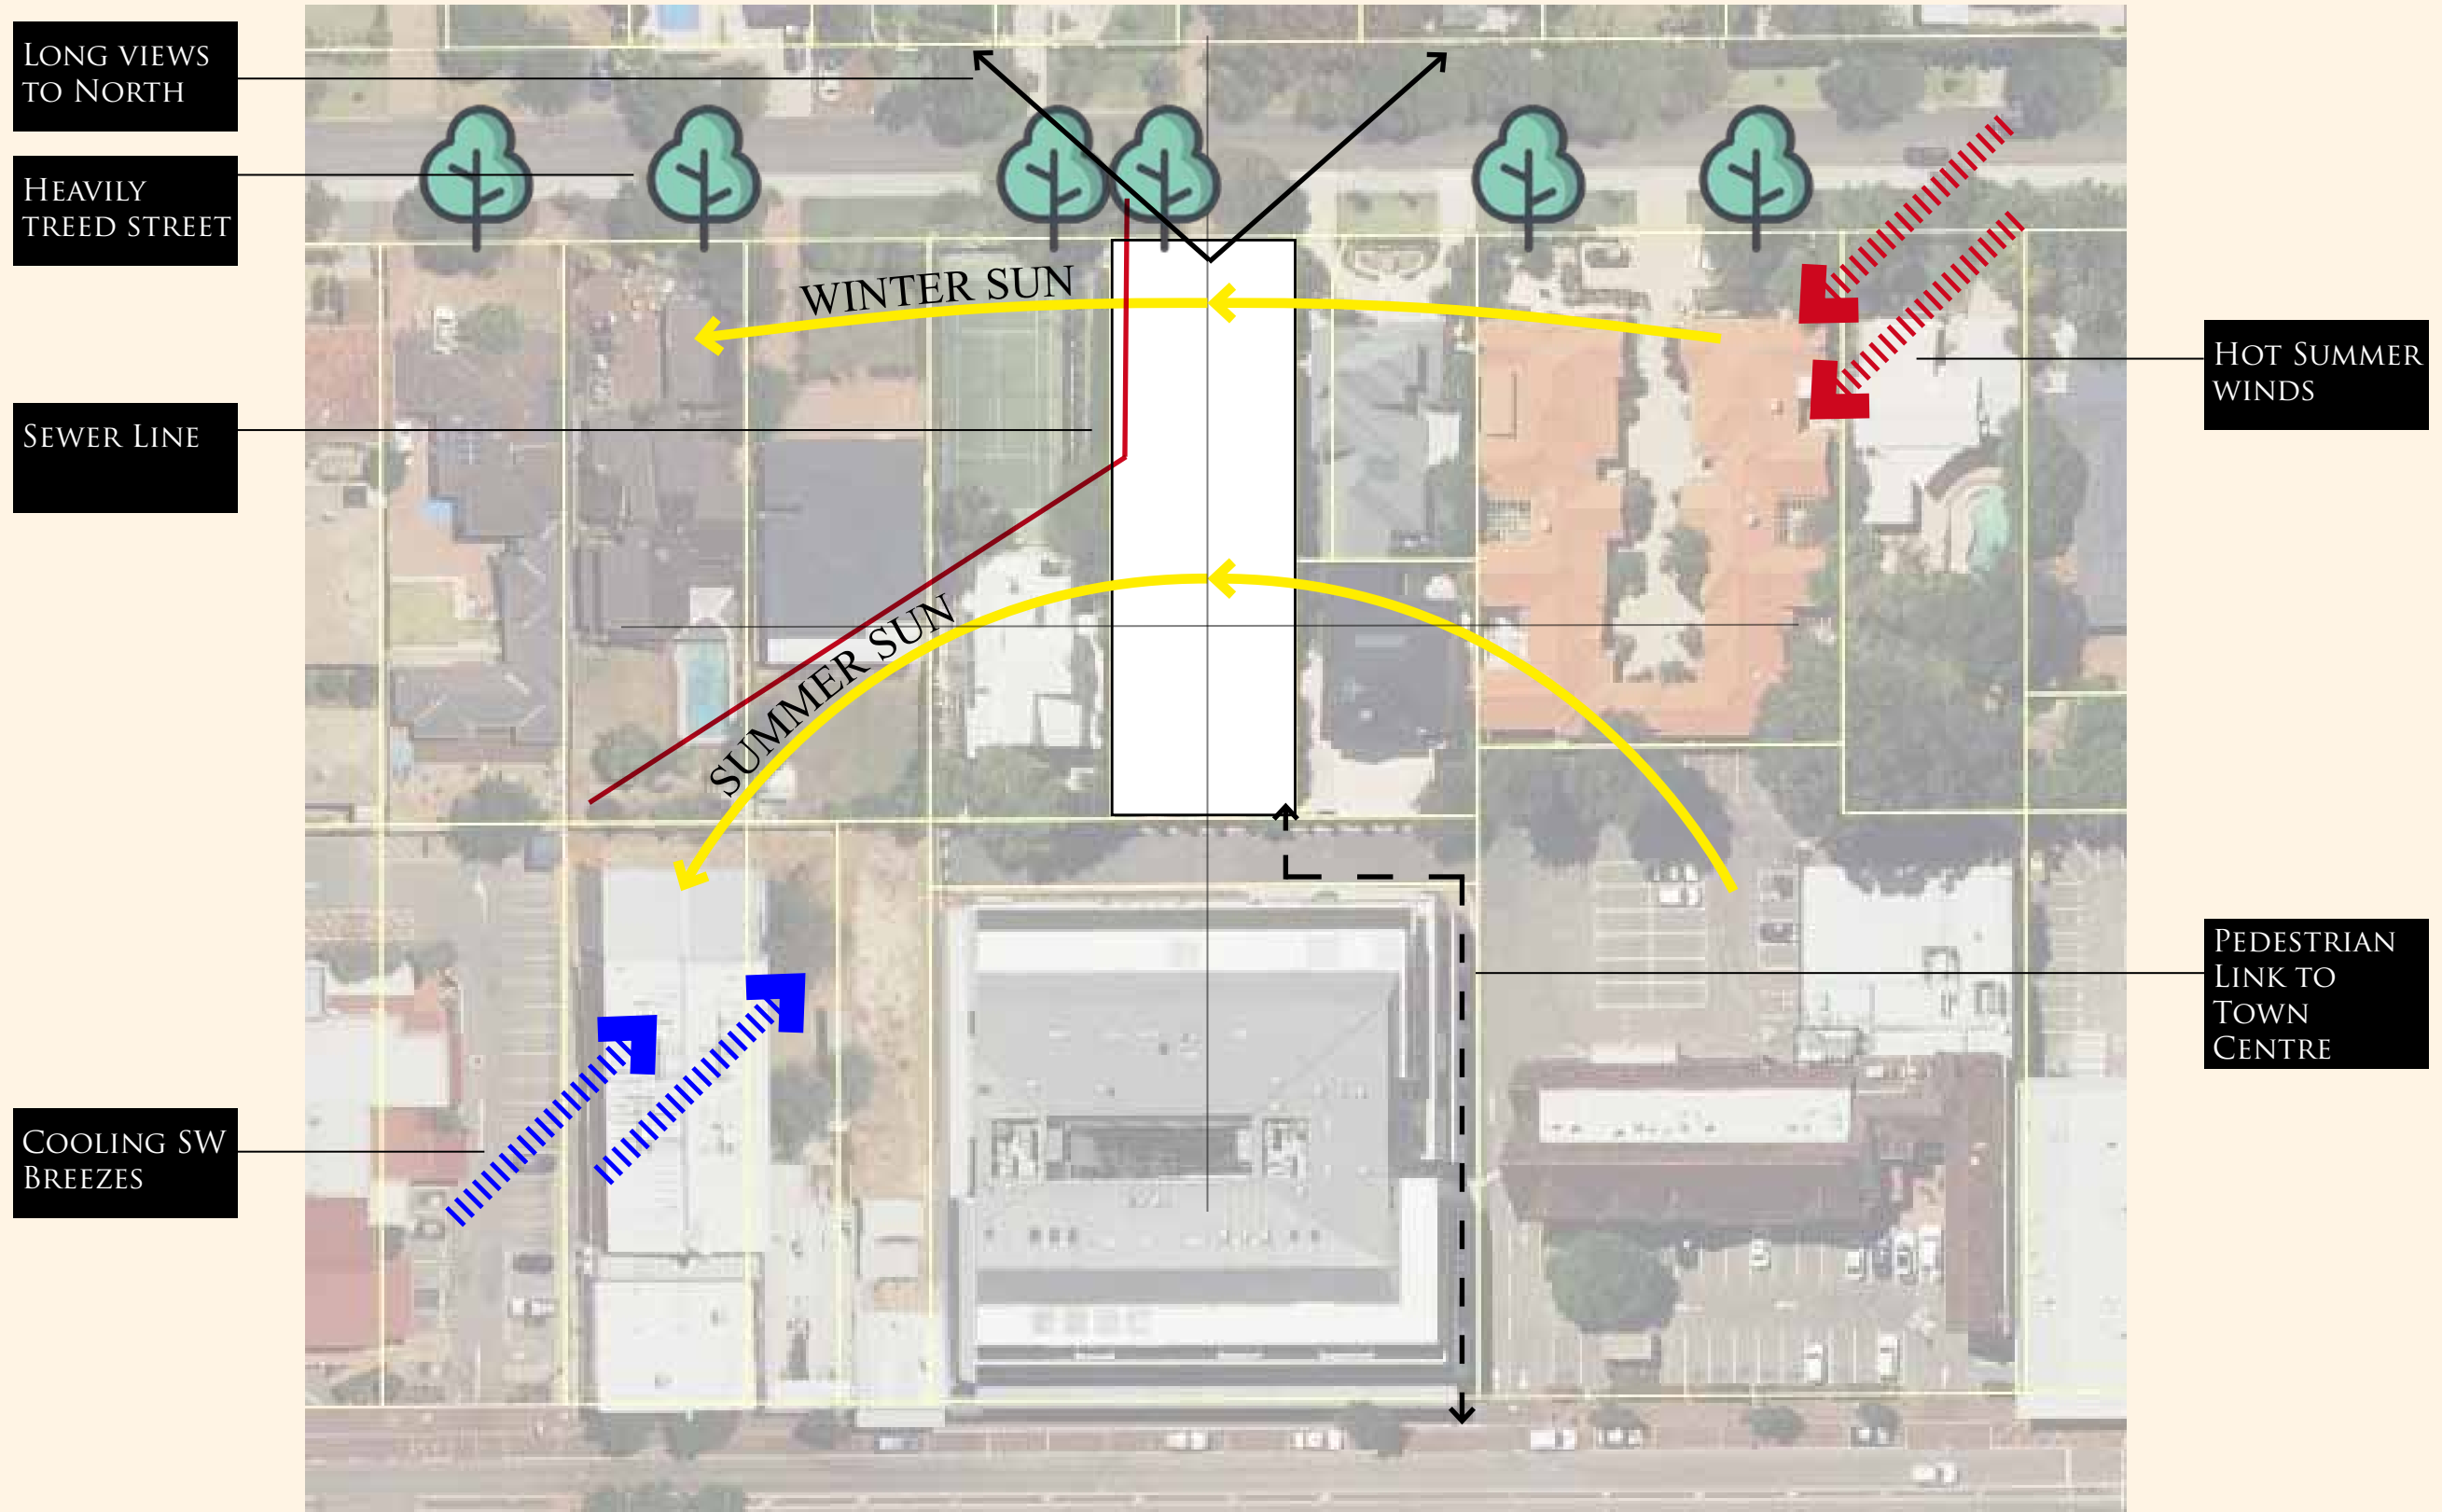 Long views
to North
Heavily
treed street
WINTER SUN
Hot Summer
winds
Sewer Line
SUMMER SUN
Pedestrian
Link to
Town
Centre
Cooling SW
Breezes